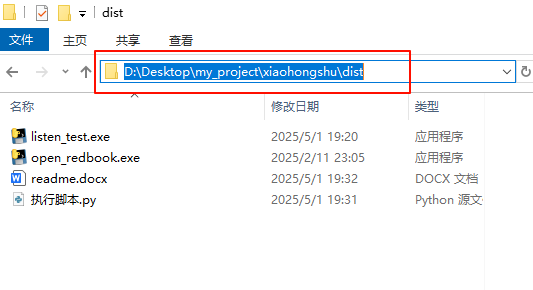 dist
文件 主页 共享 查看
D:\Desktop\my_project\xiaohongshu\dist
名称 修改日期 类型
listen_test.exe 2025/5/1 19:20 应用程序
open_redbook.exe 2025/2/11 23:05 应用程序
readme.docx 2025/5/1 19:32 DOCX 文档
执行脚本.py 2025/5/1 19:31 Python 源文